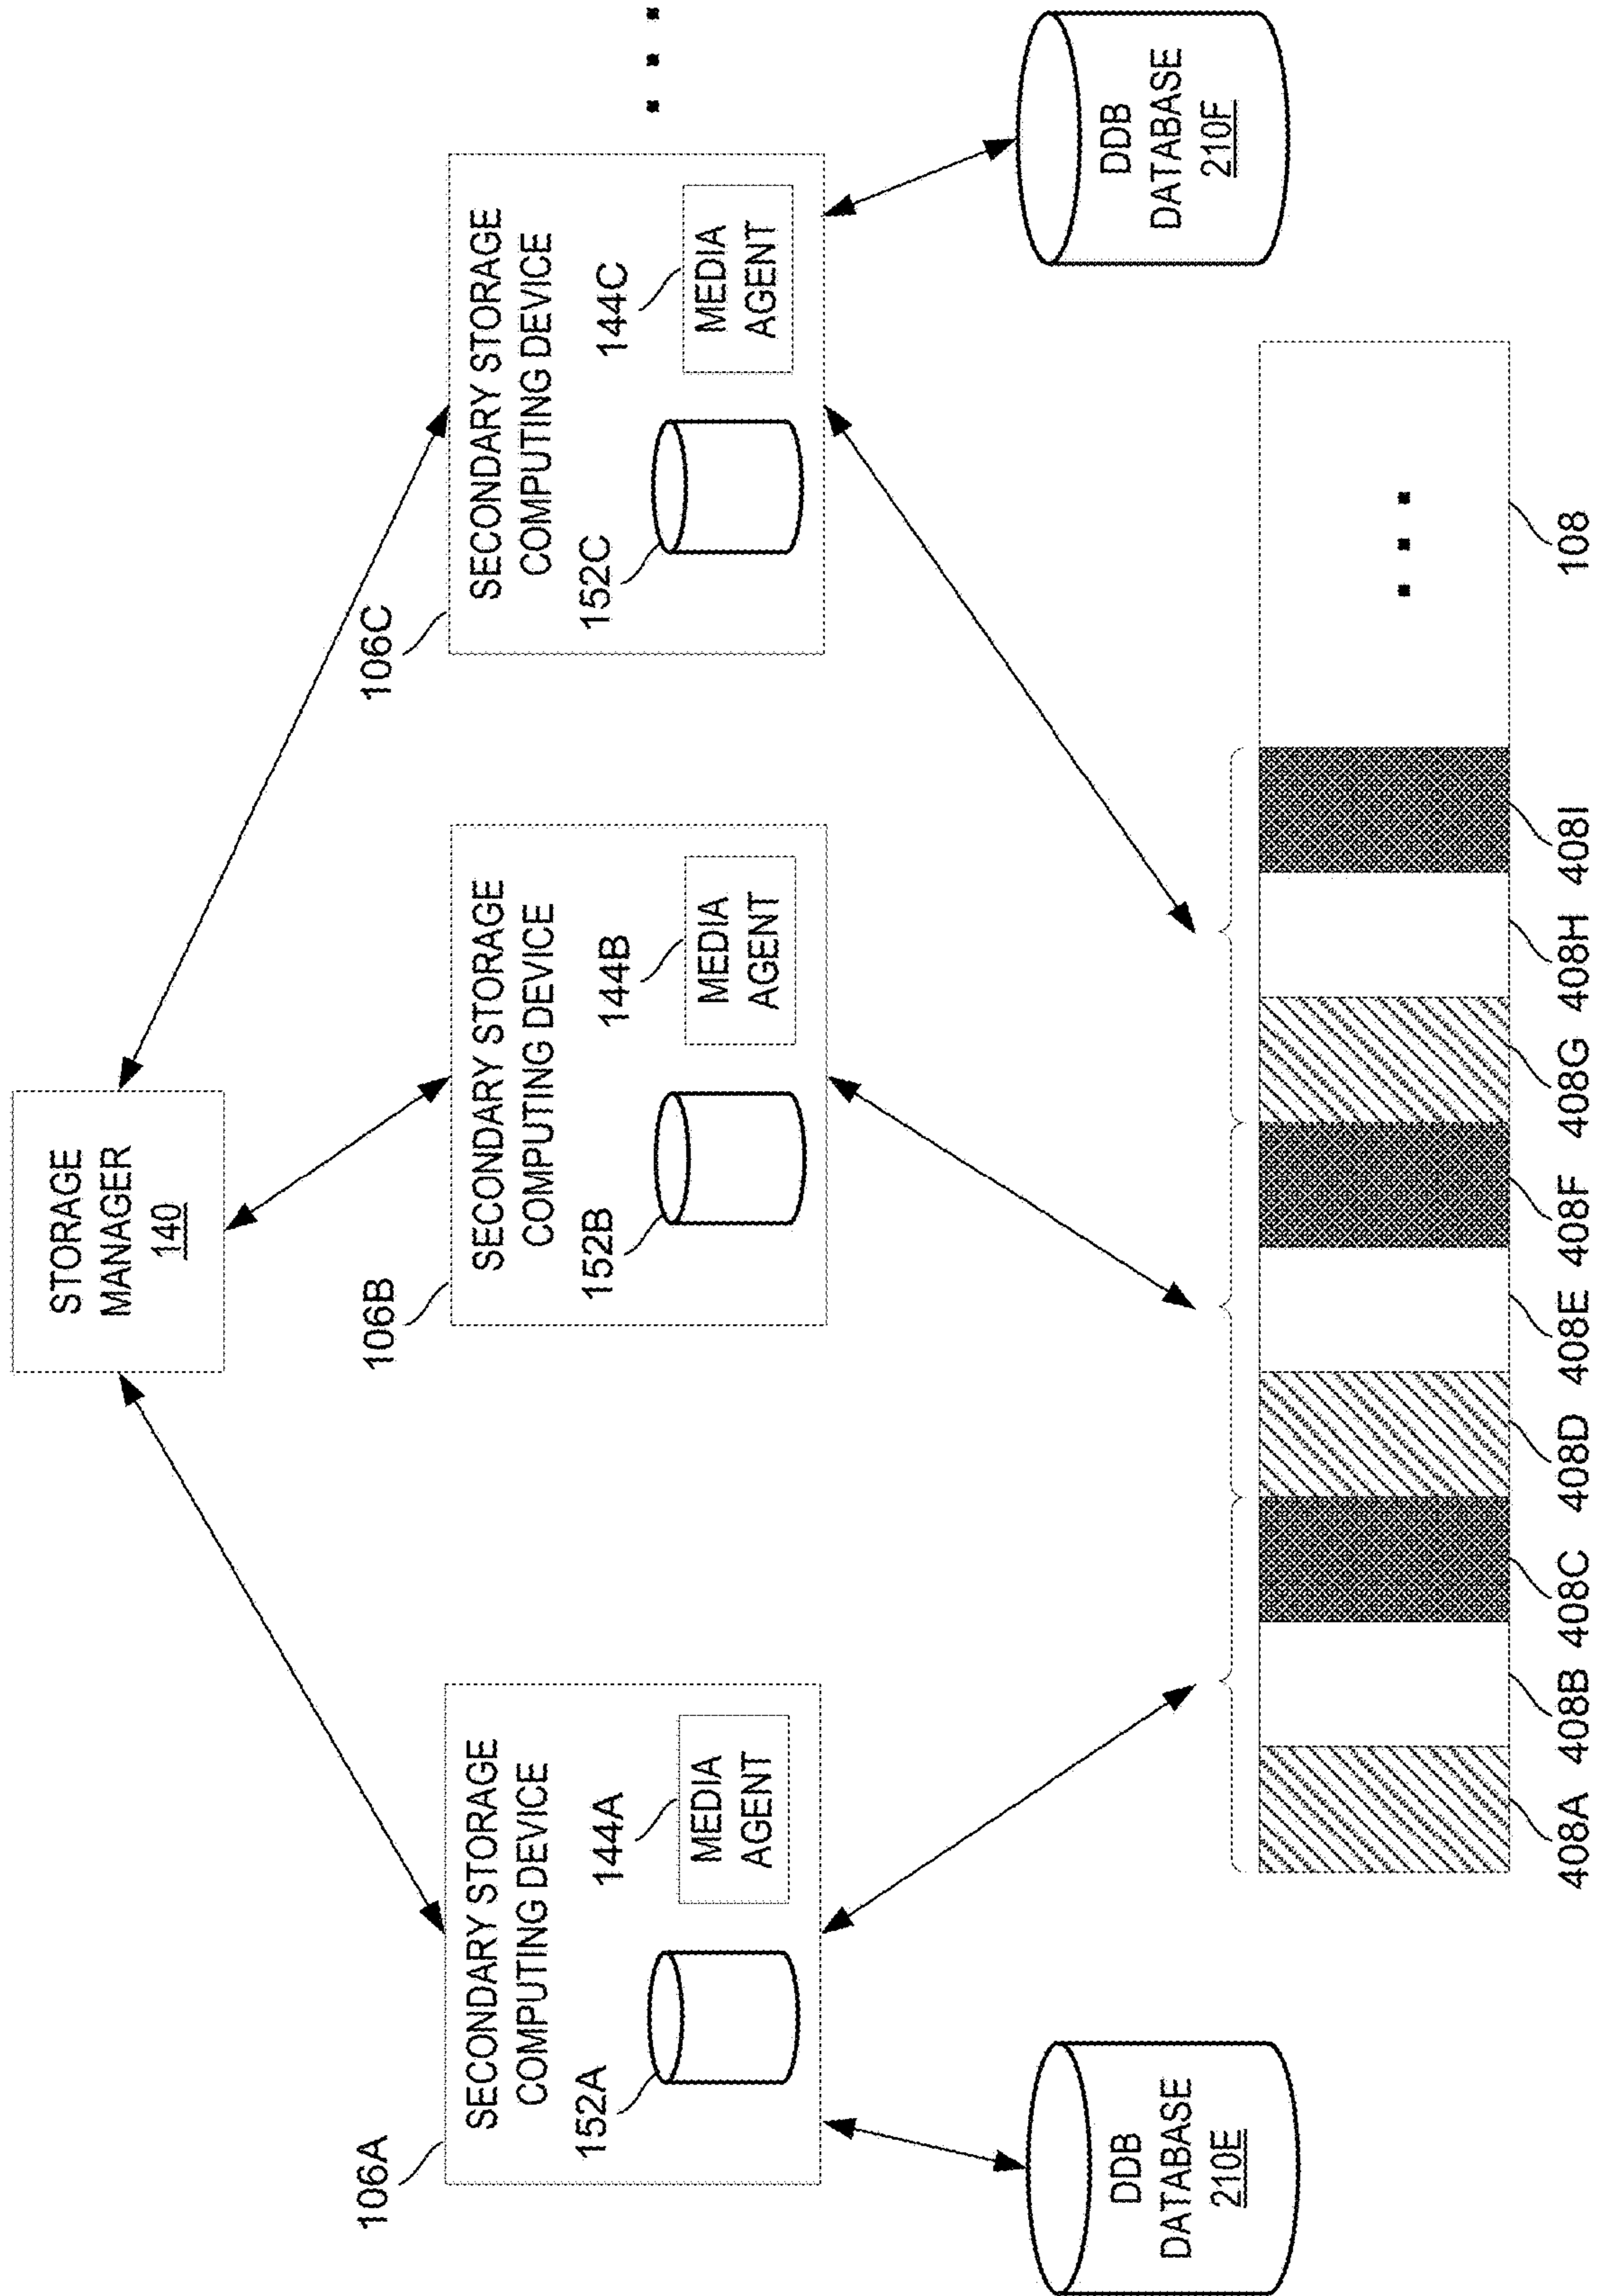 STORAGE
MANAGER
140
106A
SECONDARY STORAGE
COMPUTING DEVICE
152A
144A
MEDIA
AGENT
106B
SECONDARY STORAGE
COMPUTING DEVICE
152B
144B
MEDIA
AGENT
106C
SECONDARY STORAGE
COMPUTING DEVICE
152C
144C
MEDIA
AGENT
DDB
DATABASE
210E
DDB
DATABASE
210F
408A
408B
408C
408D
408E
408F
408G
408H
408I
108